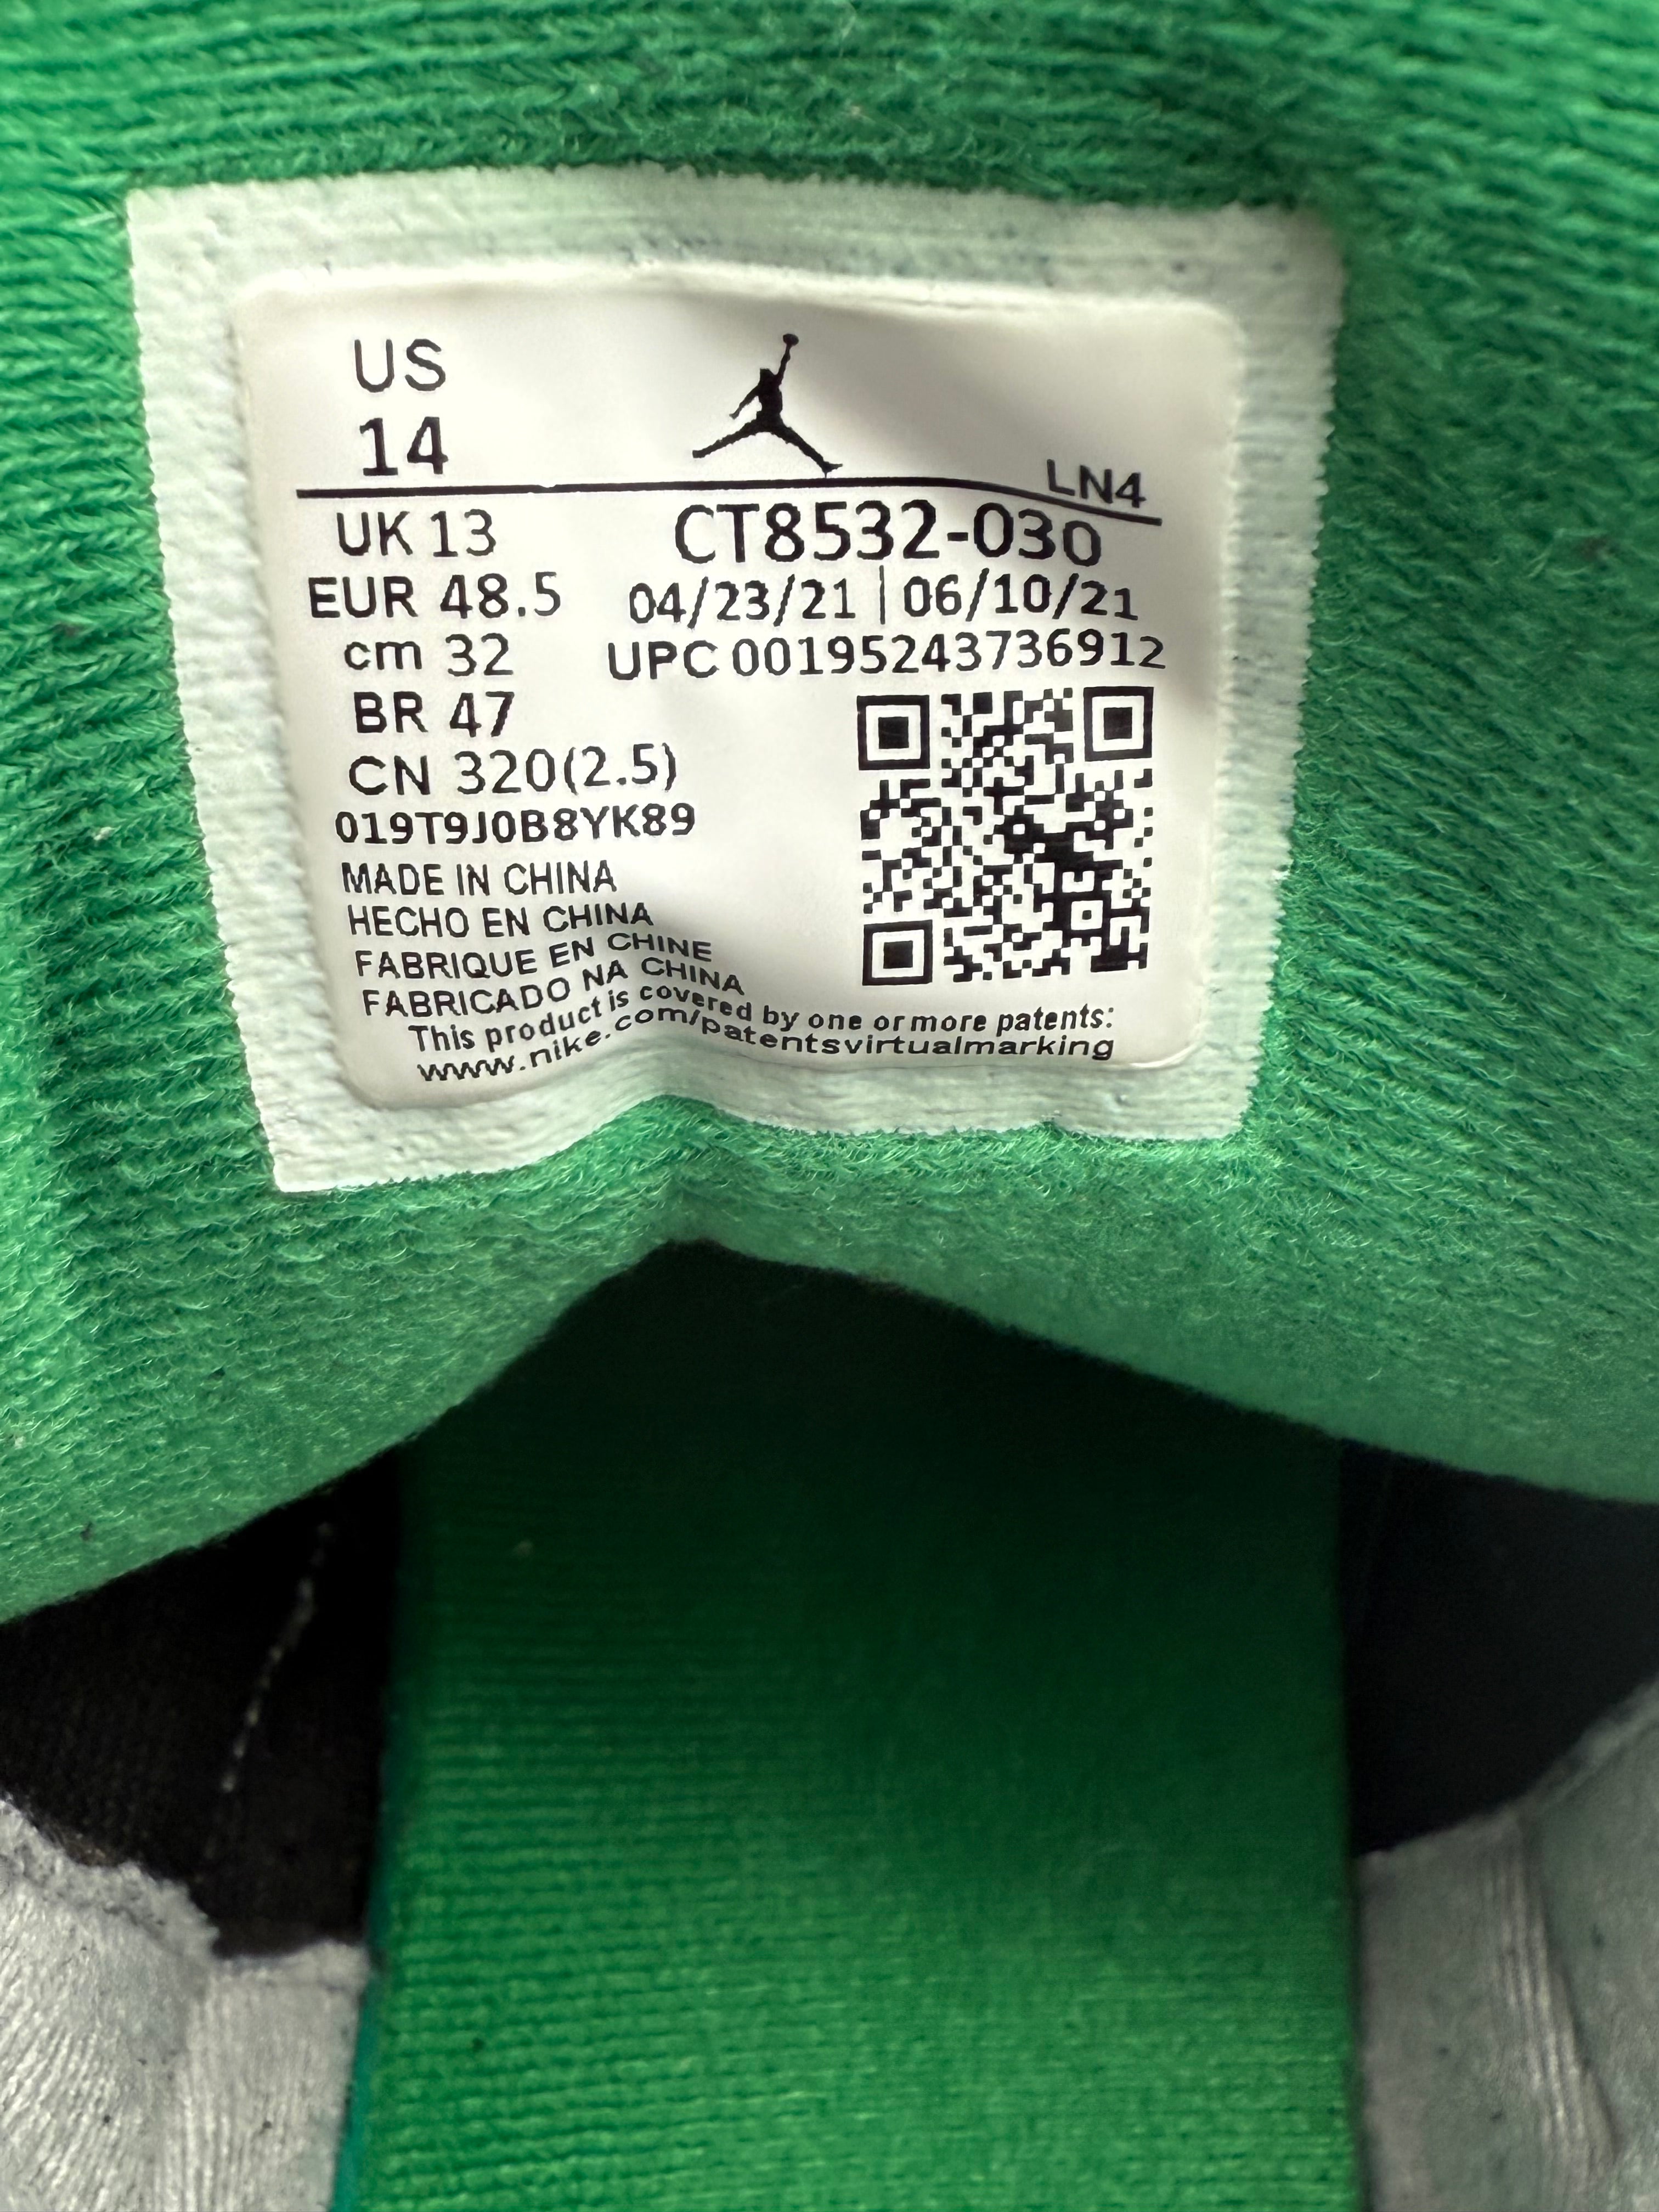 US
14
LN4
UK 13
CT8532-030
EUR 48.5
04/23/21 | 06/10/21
cm 32
UPC 00195243736912
BR 47
CN 320(2.5)
019T9J0B8YK89
MADE IN CHINA
HECHO EN CHINA
FABRIQUE EN CHINE
FABRICADO NA CHINA
This product is covered by one or more patents:
www.nike.com/patentsvirtualmarking